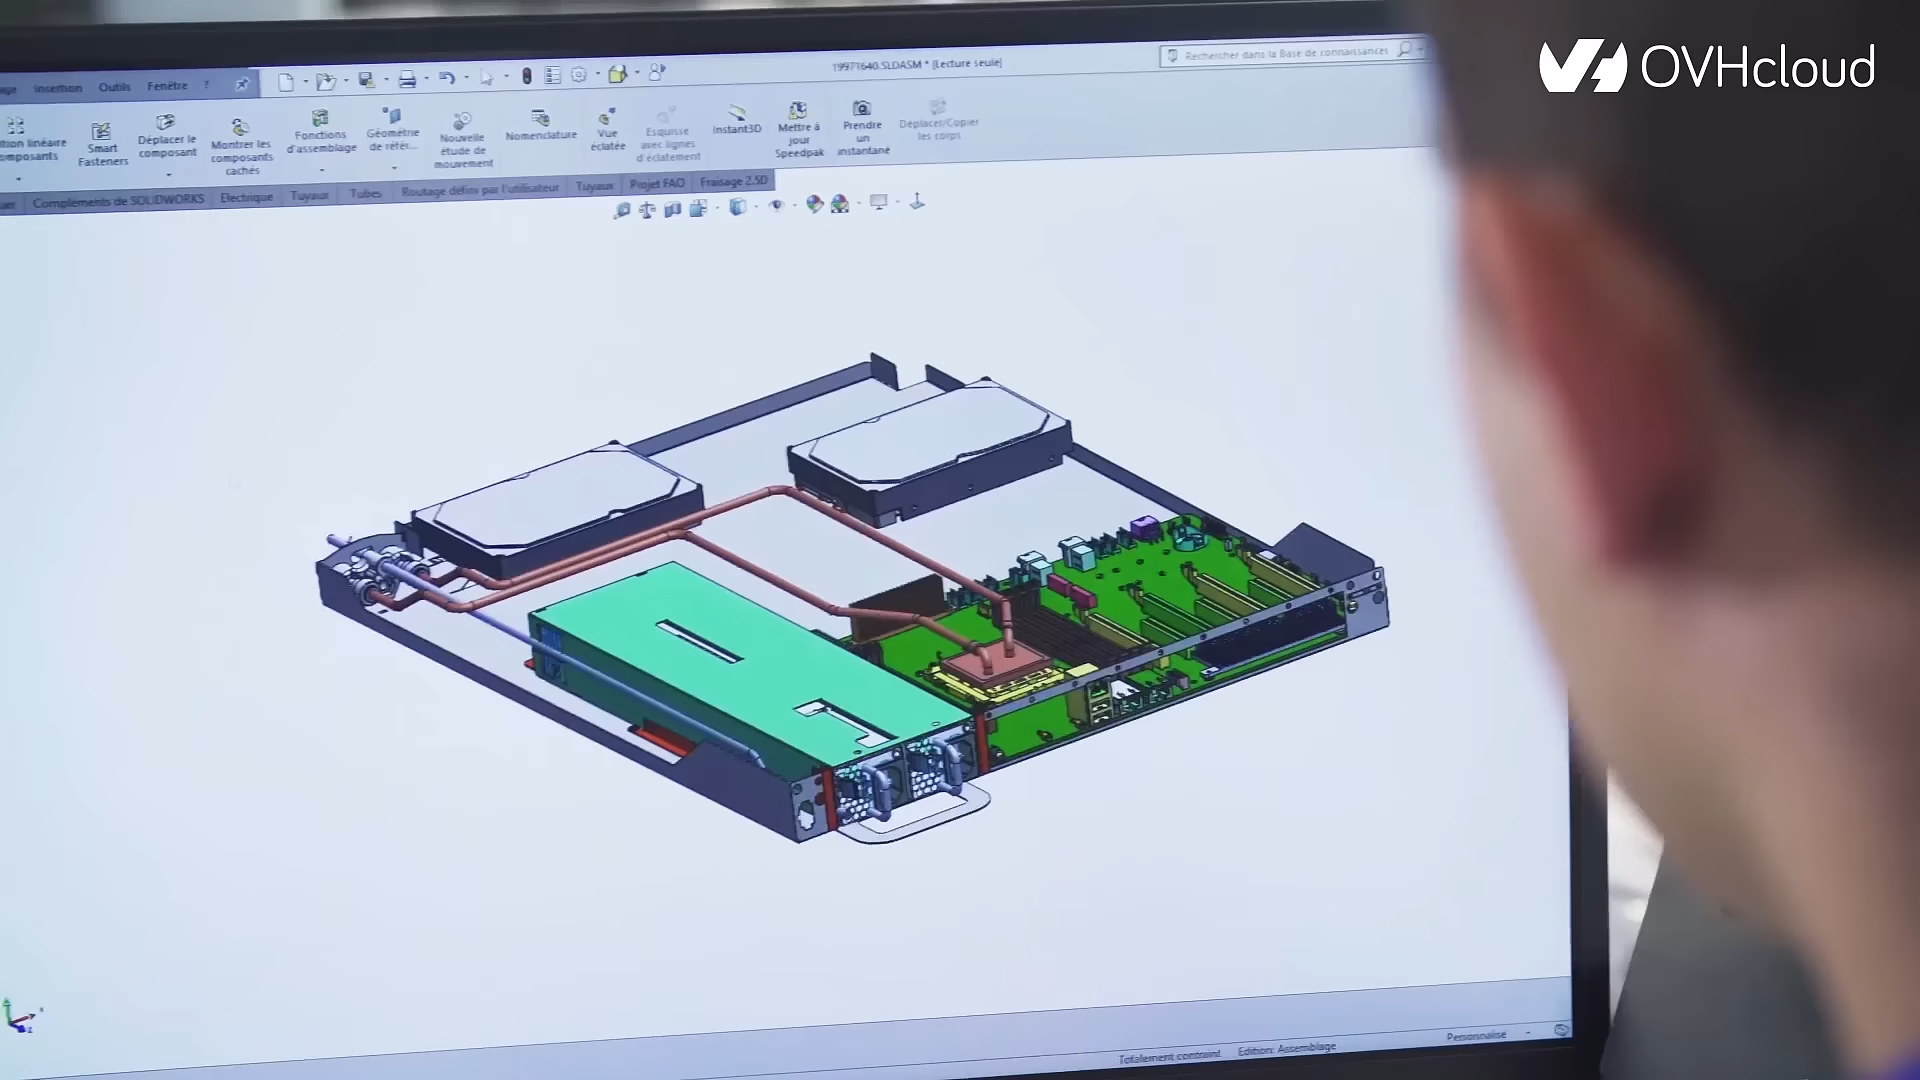 OVHcloud
19971640.SLDASM * [Lecture seule]
Rechercher dans la Base de connaissances
Insertion Outils Fenêtre ?
Smart
Fasteners
Déplacer le
composant
Montrer les
composants
cachés
Fonctions
d'assemblage
Géométrie
de référ...
Nouvelle
étude de
mouvement
Nomenclature
Vue
éclatée
Esquisse
avec lignes
d'éclatement
Instant3D
Mettre à
jour
Speedpak
Prendre
un
instantané
Déplacer/Copier
les corps
Compléments de SOLIDWORKS Electrique Tuyaux Tubes Routage défini par l'utilisateur Tuyaux Projet FAO Fraisage 2.5D
Totalement contraint Edition: Assemblage Personnalisé